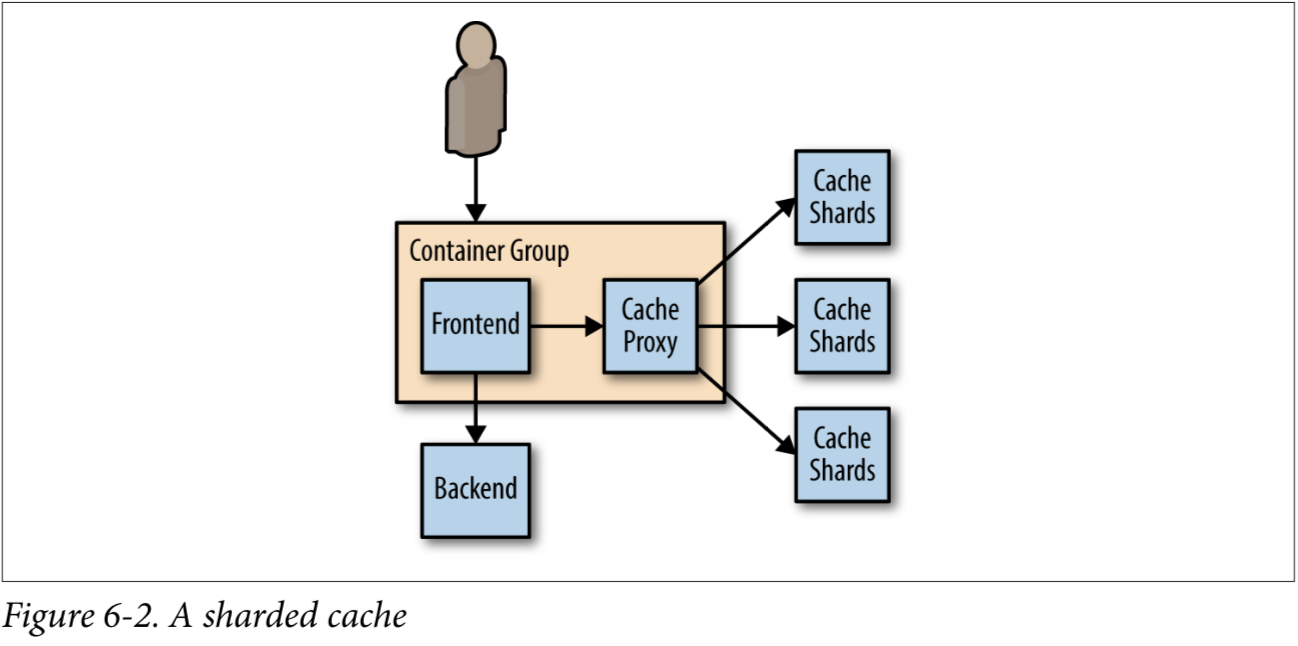 Cache
Shards
Container Group
Frontend
Cache
Proxy
Cache
Shards
Cache
Shards
Backend
Figure 6-2. A sharded cache